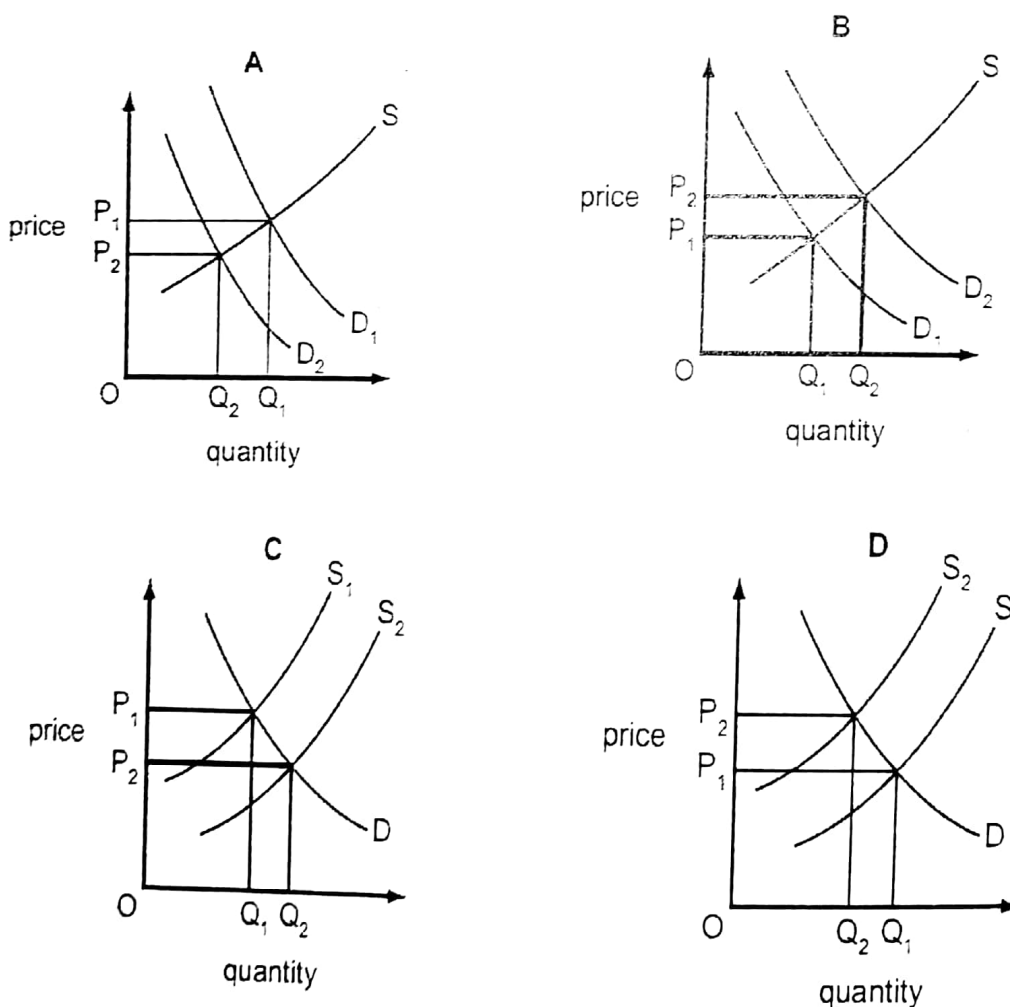 A
S
P₁
price
P₂
D₁
D₂
O
Q₂ Q₁
quantity
B
S
P₂
price
P₁
D₂
D₁
O
Q₁ Q₂
quantity
C
S₁
S₂
P₁
price
P₂
D
O
Q₁ Q₂
quantity
D
S₂
S
P₂
price
P₁
D
O
Q₂ Q₁
quantity